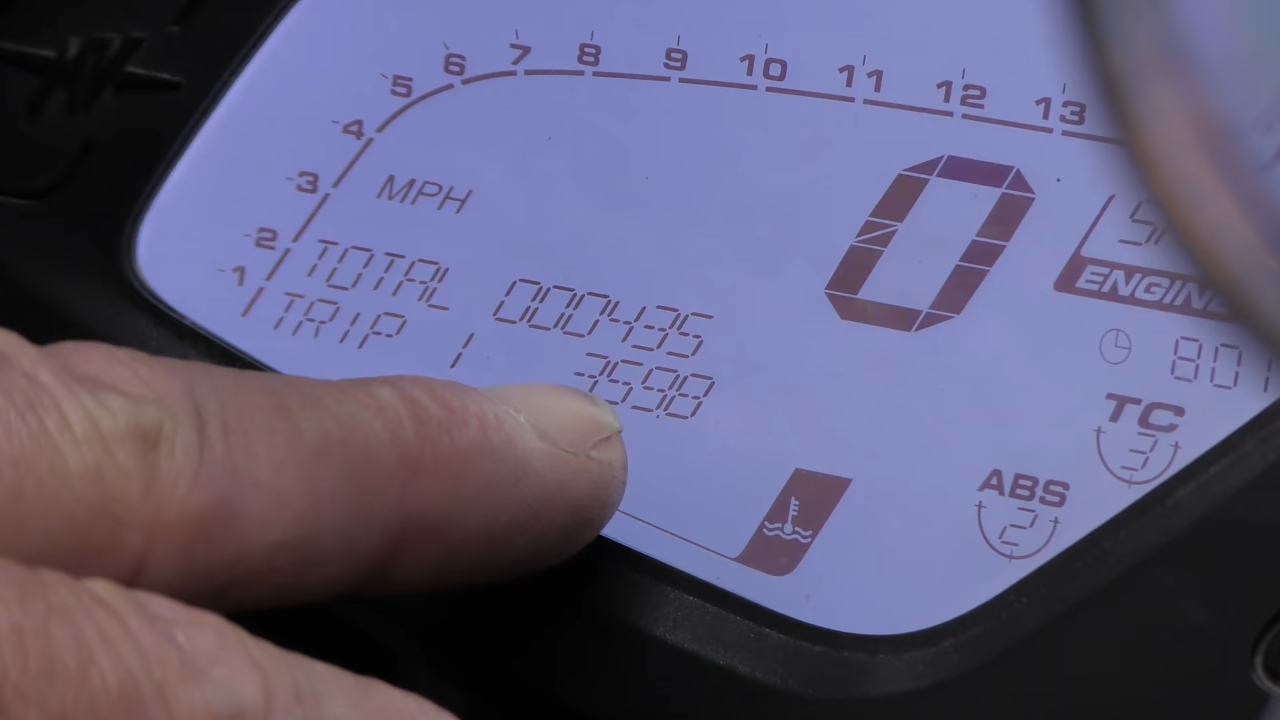 1 2 3 4 5 6 7 8 9 10 11 12 13
MPH
TOTAL 000435
TRIP 1 359.8
0
ENGINE
801
TC
3
ABS
2